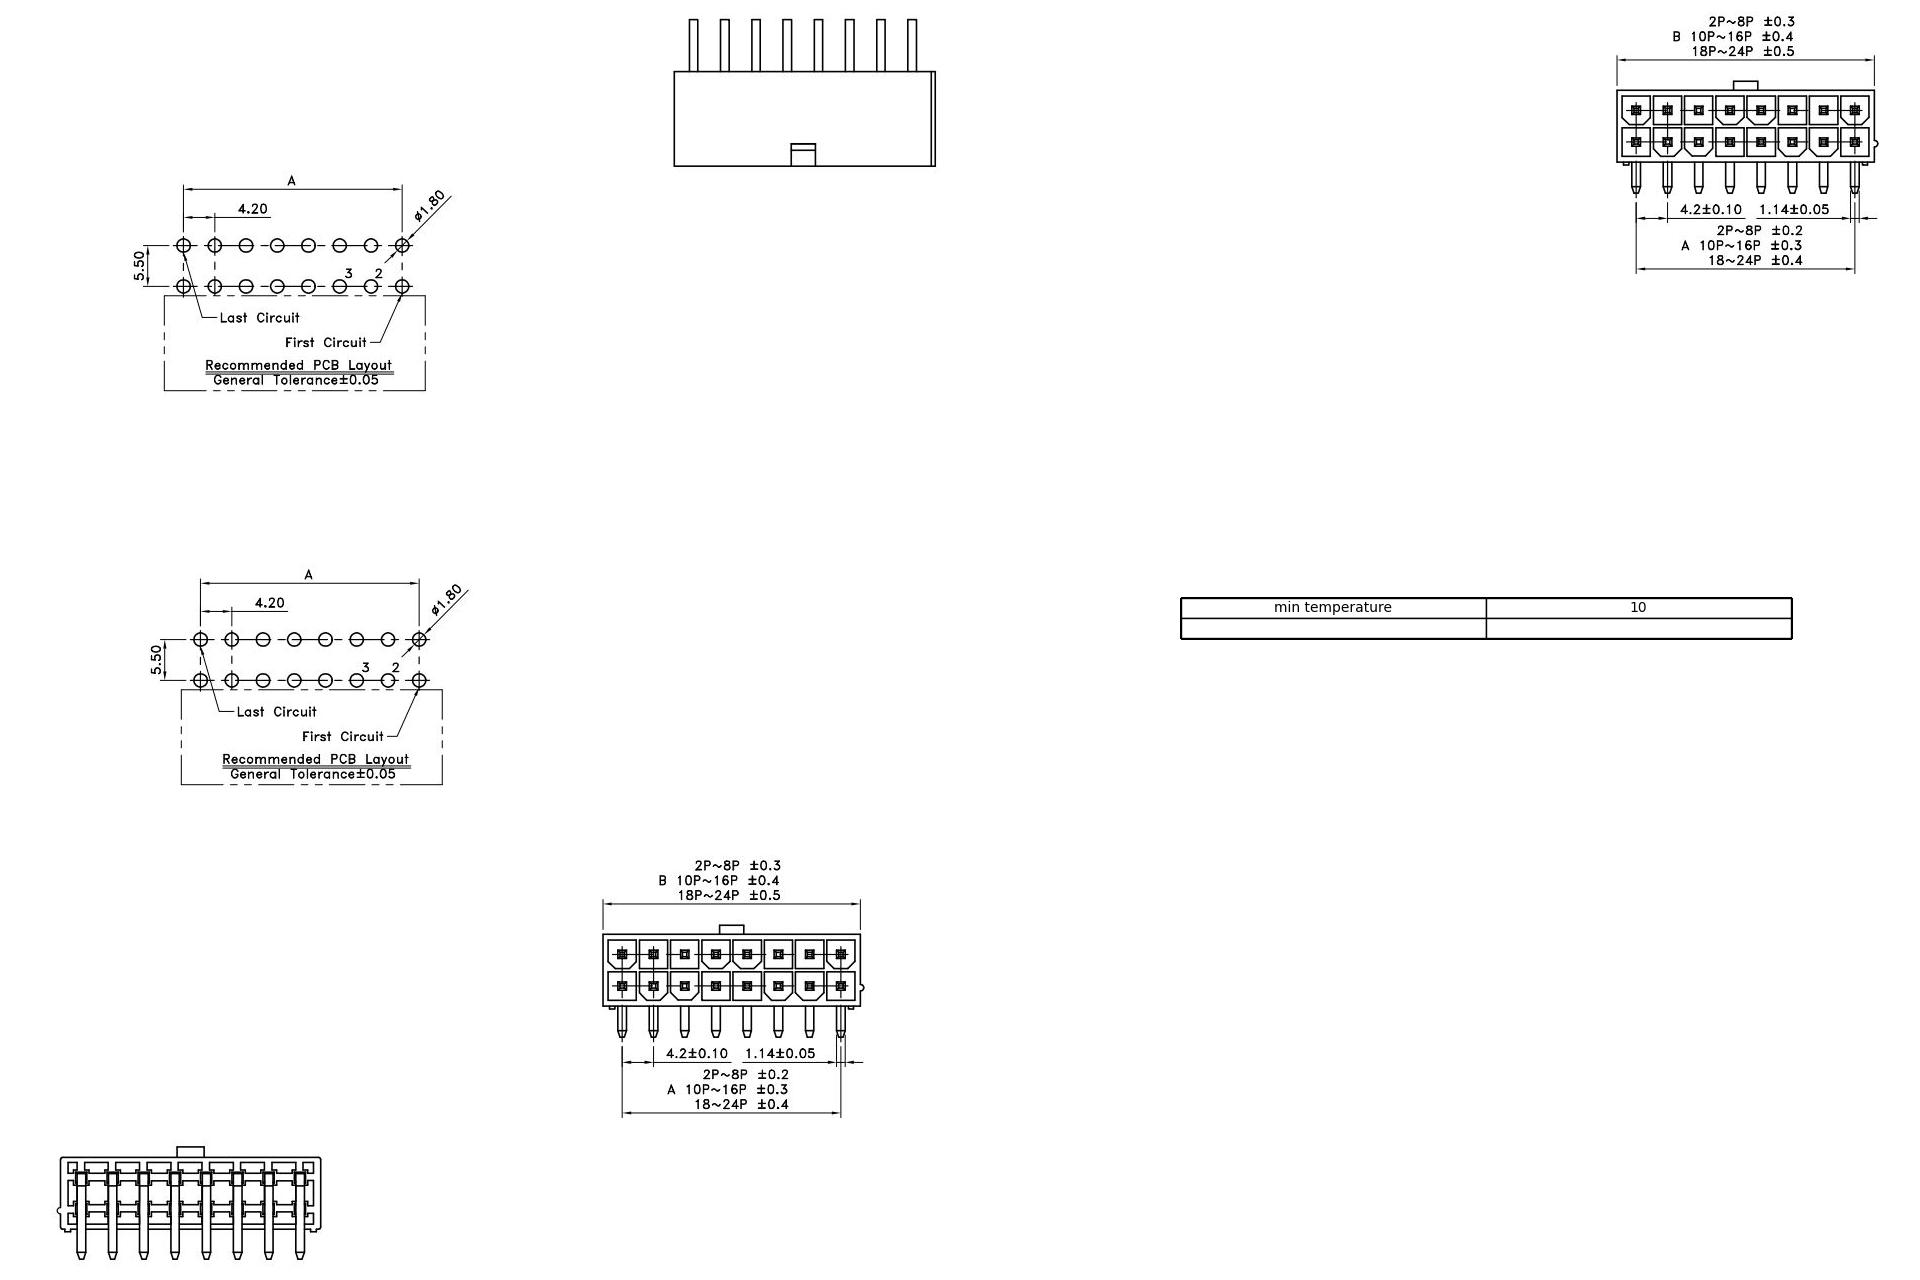 2P~8P ±0.3
B 10P~16P ±0.4
18P~24P ±0.5
4.2±0.10 1.14±0.05
2P~8P ±0.2
A 10P~16P ±0.3
18~24P ±0.4
A
4.20
ø1.80
5.50
3 2
Last Circuit
First Circuit
Recommended PCB Layout
General Tolerance±0.05
A
4.20
ø1.80
5.50
3 2
Last Circuit
First Circuit
Recommended PCB Layout
General Tolerance±0.05
min temperature 10
2P~8P ±0.3
B 10P~16P ±0.4
18P~24P ±0.5
4.2±0.10 1.14±0.05
2P~8P ±0.2
A 10P~16P ±0.3
18~24P ±0.4